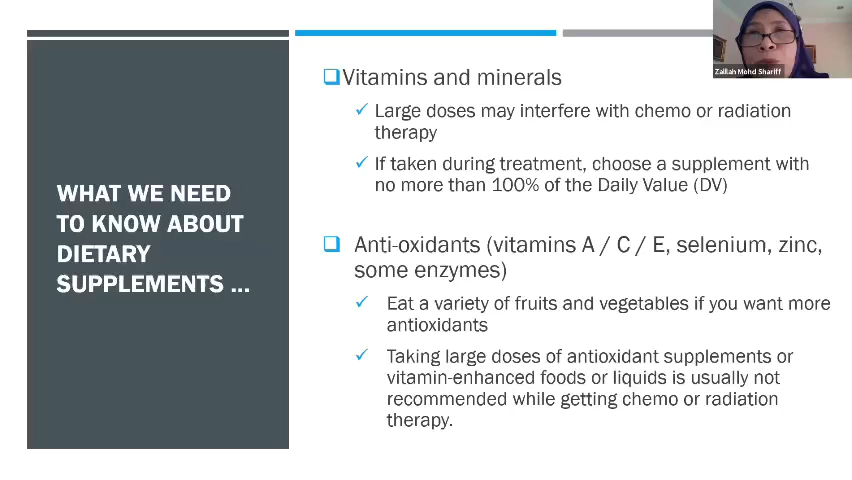 Zalilah Mohd Shariff
WHAT WE NEED
TO KNOW ABOUT
DIETARY
SUPPLEMENTS ...
Vitamins and minerals
Large doses may interfere with chemo or radiation
therapy
If taken during treatment, choose a supplement with
no more than 100% of the Daily Value (DV)
Anti-oxidants (vitamins A / C / E, selenium, zinc,
some enzymes)
Eat a variety of fruits and vegetables if you want more
antioxidants
Taking large doses of antioxidant supplements or
vitamin-enhanced foods or liquids is usually not
recommended while getting chemo or radiation
therapy.